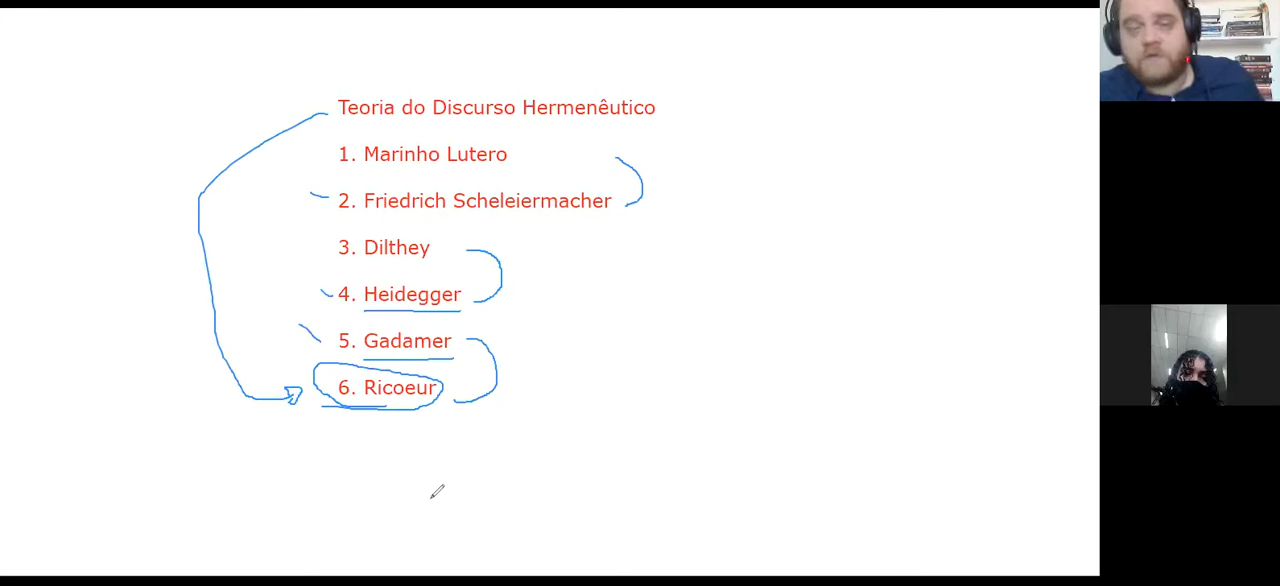 Teoria do Discurso Hermenêutico
1. Marinho Lutero
2. Friedrich Scheleiermacher
3. Dilthey
4. Heidegger
5. Gadamer
6. Ricoeur